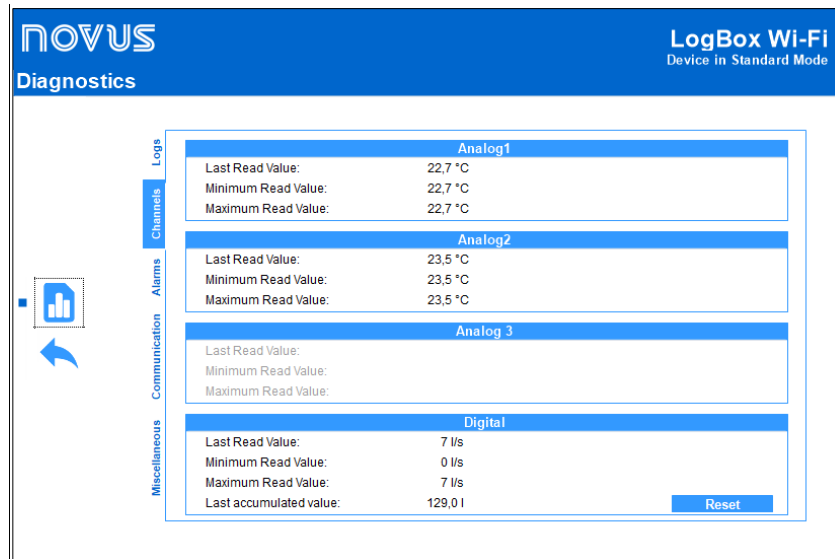 novus
LogBox Wi-Fi
Device in Standard Mode
Diagnostics
Logs
Channels
Alarms
Communication
Miscellaneous
Analog1
Last Read Value: 22,7 °C
Minimum Read Value: 22,7 °C
Maximum Read Value: 22,7 °C
Analog2
Last Read Value: 23,5 °C
Minimum Read Value: 23,5 °C
Maximum Read Value: 23,5 °C
Analog 3
Last Read Value:
Minimum Read Value:
Maximum Read Value:
Digital
Last Read Value: 7 l/s
Minimum Read Value: 0 l/s
Maximum Read Value: 7 l/s
Last accumulated value: 129,0 l
Reset